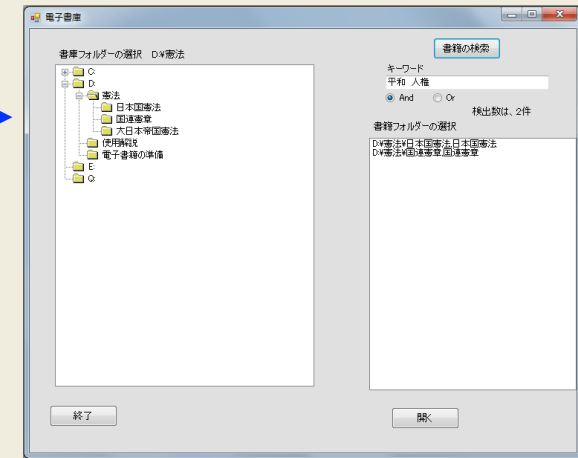 電子書庫
書庫フォルダーの選択 D:¥憲法
C:
D:
憲法
日本国憲法
国連憲章
大日本帝国憲法
使用解説
電子書籍の準備
E:
Q:
終了
書籍の検索
キーワード
平和 人権
And Or
検出数は、2件
書籍フォルダーの選択
D:¥憲法¥日本国憲法,日本国憲法
D:¥憲法¥国連憲章,国連憲章
開く